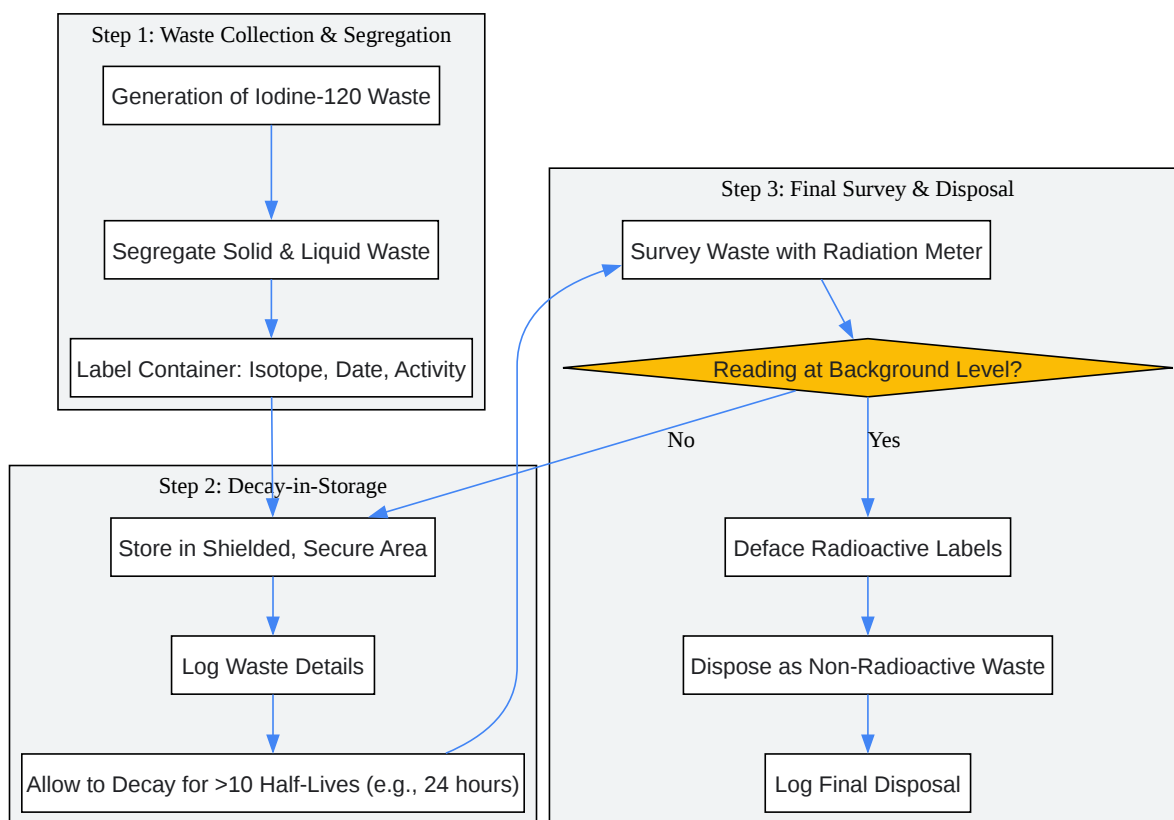 Step 1: Waste Collection & Segregation
Generation of Iodine-120 Waste
Segregate Solid & Liquid Waste
Label Container: Isotope, Date, Activity
Step 2: Decay-in-Storage
Store in Shielded, Secure Area
Log Waste Details
Allow to Decay for >10 Half-Lives (e.g., 24 hours)
Step 3: Final Survey & Disposal
Survey Waste with Radiation Meter
Reading at Background Level?
No
Yes
Deface Radioactive Labels
Dispose as Non-Radioactive Waste
Log Final Disposal